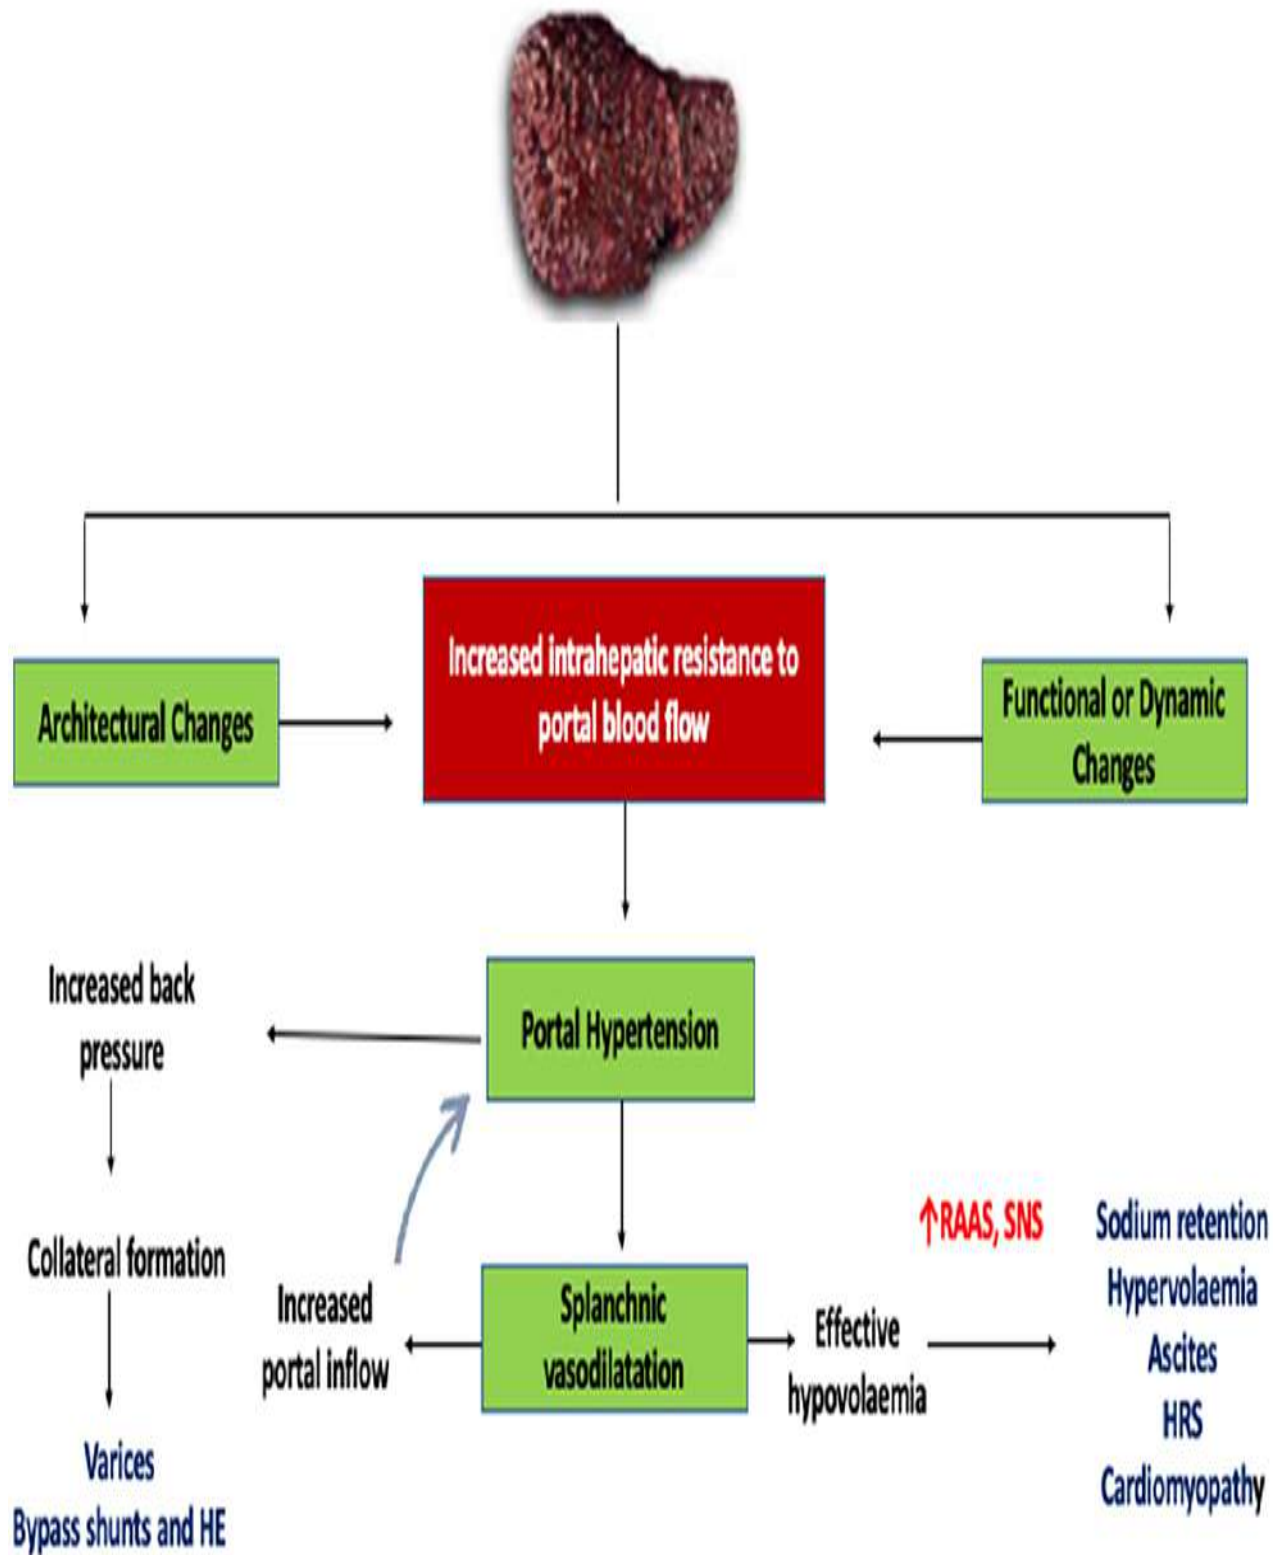 Architectural Changes
Increased intrahepatic resistance to
portal blood flow
Functional or Dynamic
Changes
Increased back
pressure
Portal Hypertension
Collateral formation
Increased
portal inflow
Splanchnic
vasodilatation
Effective
hypovolaemia
↑RAAS, SNS
Sodium retention
Hypervolaemia
Ascites
HRS
Cardiomyopathy
Varices
Bypass shunts and HE